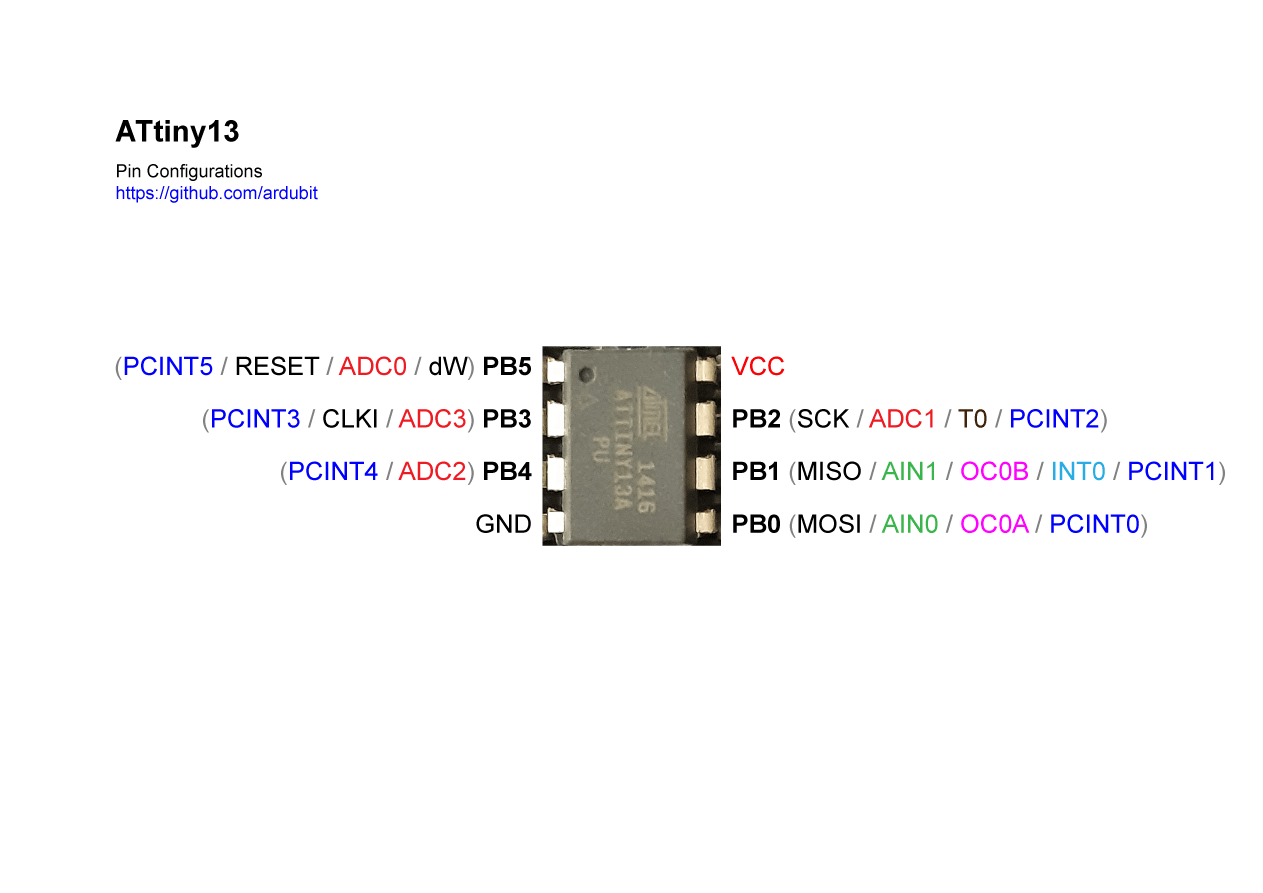 ATtiny13
Pin Configurations
https://github.com/ardubit
(PCINT5 / RESET / ADC0 / dW) PB5
VCC
(PCINT3 / CLKI / ADC3) PB3
PB2 (SCK / ADC1 / T0 / PCINT2)
(PCINT4 / ADC2) PB4
PB1 (MISO / AIN1 / OC0B / INT0 / PCINT1)
GND
PB0 (MOSI / AIN0 / OC0A / PCINT0)
ATMEL 1416
ATTINY13A
PU